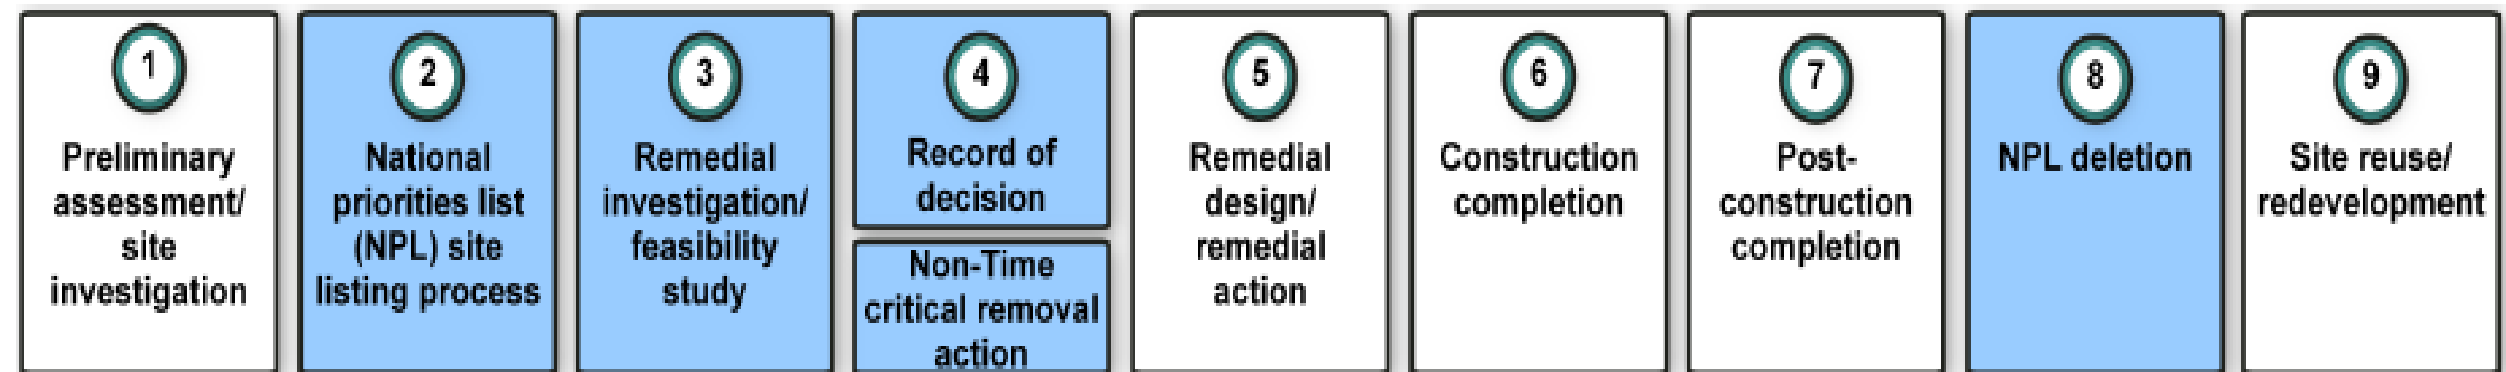 1
Preliminary
assessment/
site
investigation
2
National
priorities list
(NPL) site
listing process
3
Remedial
investigation/
feasibility
study
4
Record of
decision
Non-Time
critical removal
action
5
Remedial
design/
remedial
action
6
Construction
completion
7
Post-
construction
completion
8
NPL deletion
9
Site reuse/
redevelopment